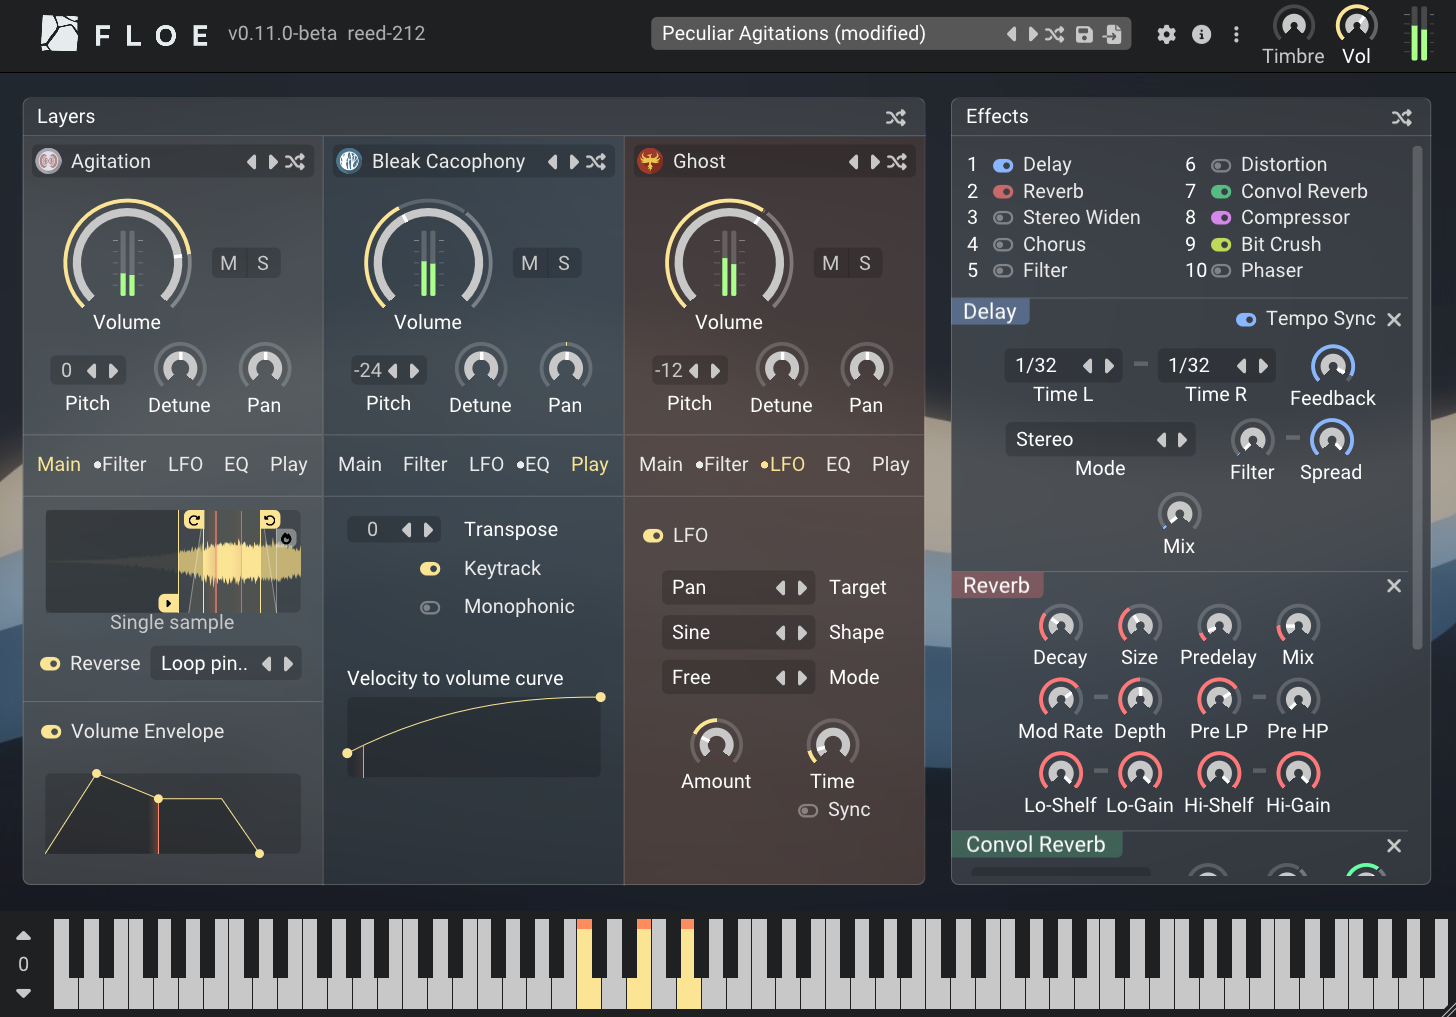 FLOE v0.11.0-beta reed-212
Peculiar Agitations (modified)
Timbre Vol
Layers
Agitation
M S
Volume
0
Pitch Detune Pan
Main Filter LFO EQ Play
Single sample
Reverse Loop pin..
Volume Envelope
Bleak Cacophony
M S
Volume
-24
Pitch Detune Pan
Main Filter LFO EQ Play
0 Transpose
Keytrack
Monophonic
Velocity to volume curve
Ghost
M S
Volume
-12
Pitch Detune Pan
Main Filter LFO EQ Play
LFO
Pan Target
Sine Shape
Free Mode
Amount Time
Sync
Effects
1 Delay
2 Reverb
3 Stereo Widen
4 Chorus
5 Filter
6 Distortion
7 Convol Reverb
8 Compressor
9 Bit Crush
10 Phaser
Delay
Tempo Sync
1/32 1/32
Time L Time R Feedback
Stereo
Mode Filter Spread
Mix
Reverb
Decay Size Predelay Mix
Mod Rate Depth Pre LP Pre HP
Lo-Shelf Lo-Gain Hi-Shelf Hi-Gain
Convol Reverb
0